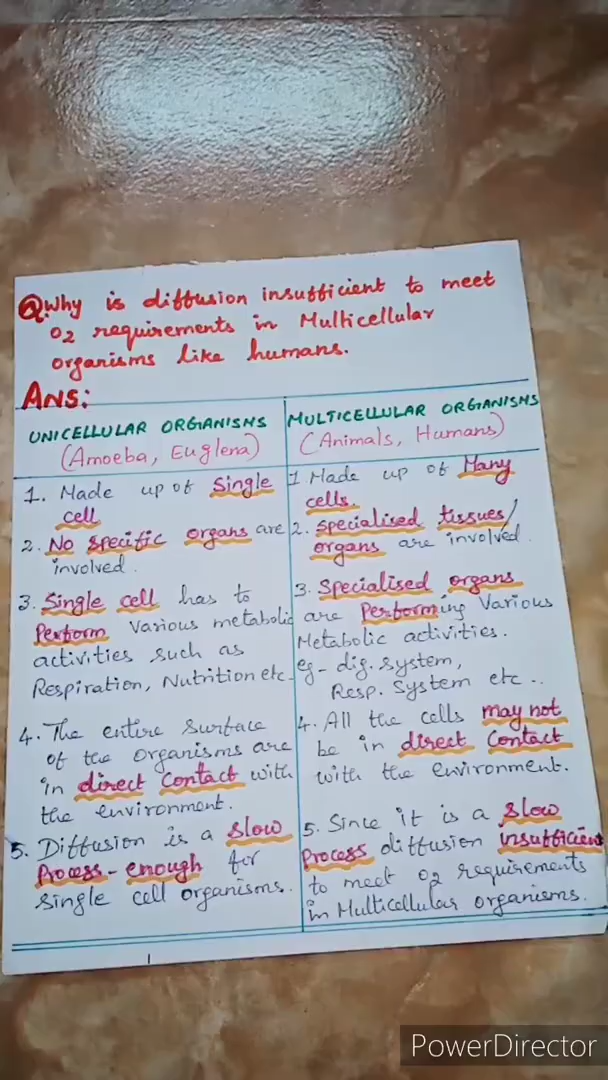 Q.Why is diffusion insufficient to meet
O2 requirements in Multicellular
organisms like humans.
ANS:
UNICELLULAR ORGANISMS
(Amoeba, Euglena)
1. Made up of Single
cell
2. No specific organs are
involved.
3. Single cell has to
Perform various metabolic
activities such as
Respiration, Nutrition etc.
4. The entire surface
of the organisms are
in direct contact with
the environment.
5. Diffusion is a slow
Process - enough for
single cell organisms.
MULTICELLULAR ORGANISMS
(Animals, Humans)
1. Made up of Many
cells.
2. specialised tissues/
organs are involved.
3. Specialised organs
are Performing various
Metabolic activities.
eg- dig. system,
Resp. System etc..
4. All the cells may not
be in direct contact
with the environment.
5. Since it is a slow
Process diffusion insufficient
to meet O2 requirements
in Multicellular organisms.
PowerDirector